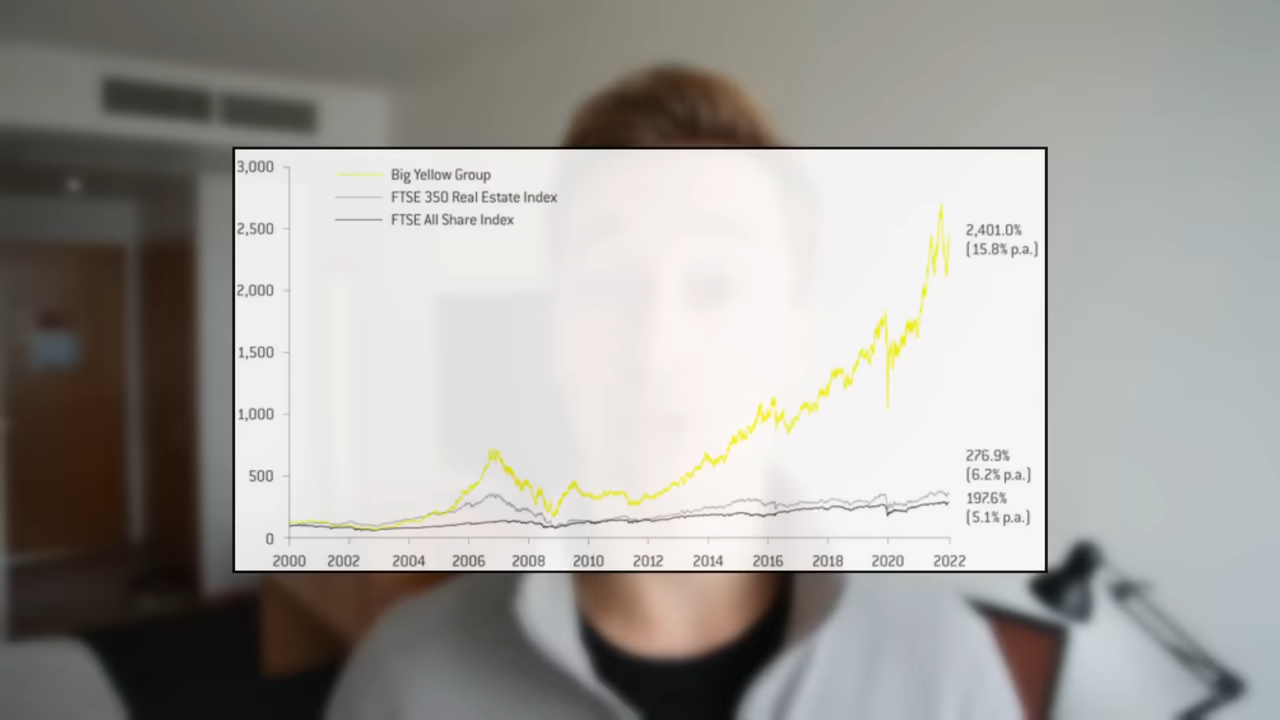 3,000
Big Yellow Group
FTSE 350 Real Estate Index
FTSE All Share Index
2,500
2,401.0%
(15.8% p.a.)
2,000
1,500
1,000
500
276.9%
(6.2% p.a.)
197.6%
(5.1% p.a.)
0
2000 2002 2004 2006 2008 2010 2012 2014 2016 2018 2020 2022